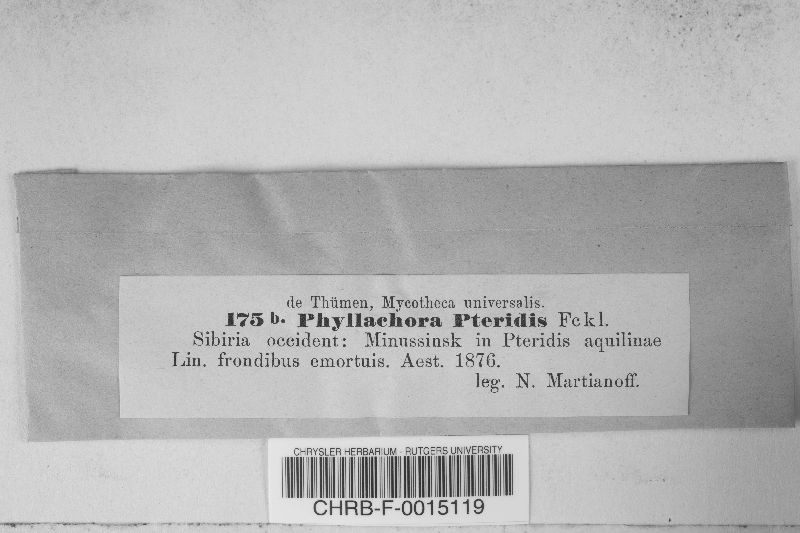 de Thümen, Mycotheca universalis.
175 b. Phyllachora Pteridis Fckl.
Sibiria occident: Minussinsk in Pteridis aquilinae
Lin. frondibus emortuis. Aest. 1876.
leg. N. Martianoff.
CHRYSLER HERBARIUM - RUTGERS UNIVERSITY
CHRB-F-0015119